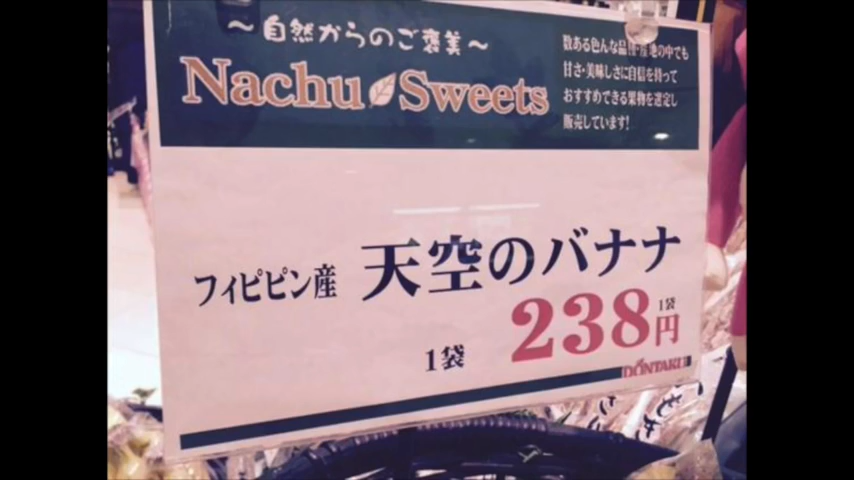 ～自然からのご褒美～
Nachu Sweets
数ある色んな品種・産地の中でも
甘さ・美味しさに自信を持って
おすすめできる果物を選定し
販売しています!
フィピピン産 天空のバナナ
1袋 238円
1袋
DONTAKU